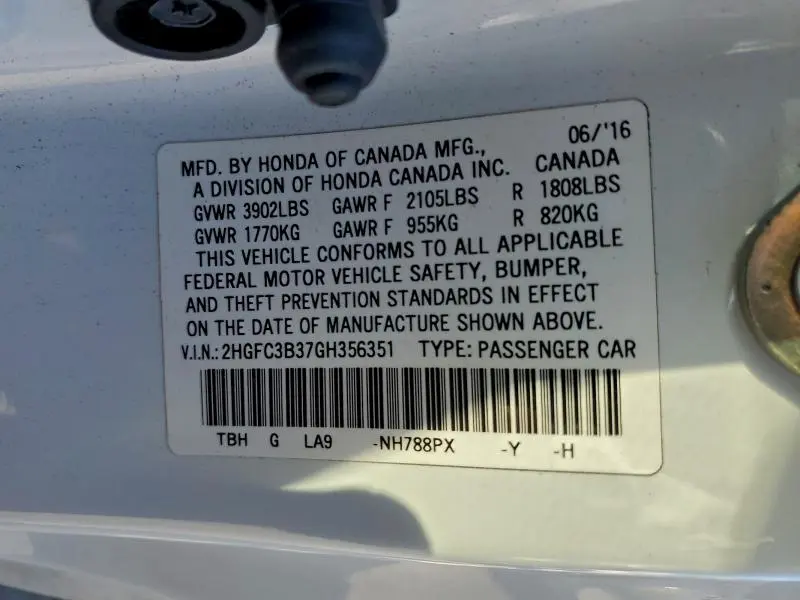 06/'16
MFD. BY HONDA OF CANADA MFG.,
A DIVISION OF HONDA CANADA INC. CANADA
GVWR 3902LBS GAWR F 2105LBS R 1808LBS
GVWR 1770KG GAWR F 955KG R 820KG
THIS VEHICLE CONFORMS TO ALL APPLICABLE
FEDERAL MOTOR VEHICLE SAFETY, BUMPER,
AND THEFT PREVENTION STANDARDS IN EFFECT
ON THE DATE OF MANUFACTURE SHOWN ABOVE.
V.I.N.: 2HGFC3B37GH356351 TYPE: PASSENGER CAR
TBH G LA9 -NH788PX -Y -H